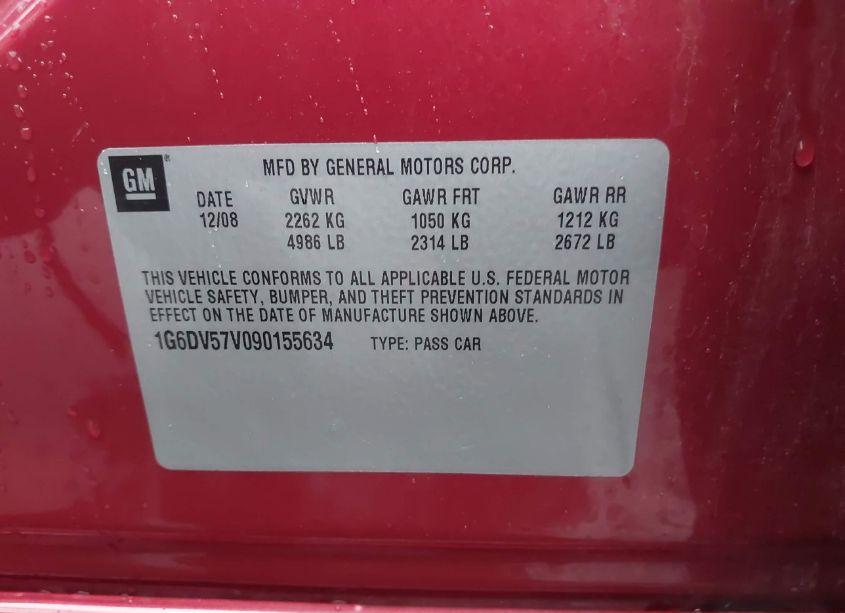 GM
MFD BY GENERAL MOTORS CORP.
DATE GVWR GAWR FRT GAWR RR
12/08 2262 KG 1050 KG 1212 KG
4986 LB 2314 LB 2672 LB
THIS VEHICLE CONFORMS TO ALL APPLICABLE U.S. FEDERAL MOTOR
VEHICLE SAFETY, BUMPER, AND THEFT PREVENTION STANDARDS IN
EFFECT ON THE DATE OF MANUFACTURE SHOWN ABOVE.
1G6DV57V090155634 TYPE: PASS CAR